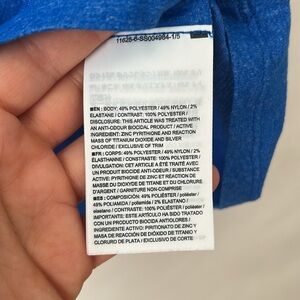 11625-6-SS004984-1/5
■EN: BODY: 49% POLYESTER / 49% NYLON / 2%
ELASTANE / CONTRAST: 100% POLYESTER /
DISCLOSURE: THIS ARTICLE WAS TREATED WITH
AN ANTI-ODOUR BIOCIDAL PRODUCT / ACTIVE
INGREDIENT: ZINC PYRITHIONE AND REACTION
MASS OF TITANIUM DIOXIDE AND SILVER
CHLORIDE / EXCLUSIVE OF TRIM
■FR: CORPS: 49% POLYESTER / 49% NYLON / 2%
ÉLASTHANNE / CONTRASTE: 100% POLYESTER /
DIVULGATION: CET ARTICLE A ÉTÉ TRAITÉ AVEC
UN PRODUIT BIOCIDE ANTI-ODEUR / SUBSTANCE
ACTIVE: PYRITHIONE DE ZINC ET RÉACTION DE
MASSE DU DIOXYDE DE TITANE ET CHLORURE
D'ARGENT / GARNITURE NON-COMPRISE
■ES: COMPOSICIÓN: 49% POLIÉSTER / poliéster /
49% POLIAMIDA / poliamida / 2% ELASTANO /
elastano / CONTRASTO: 100% POLIÉSTER / poliéster /
IMPORTANTE: ESTE ARTÍCULO HA SIDO TRATADO
CON UN PRODUCTO BIOCIDA ANTIOLORES /
INGREDIENTE ACTIVO: PIRITIONATO DE ZINC Y
MASA DE REACCIÓN DE DIÓXIDO DE TITANIO Y
CLORURO DE PLATA / EXCLUSIVO DE CORTE